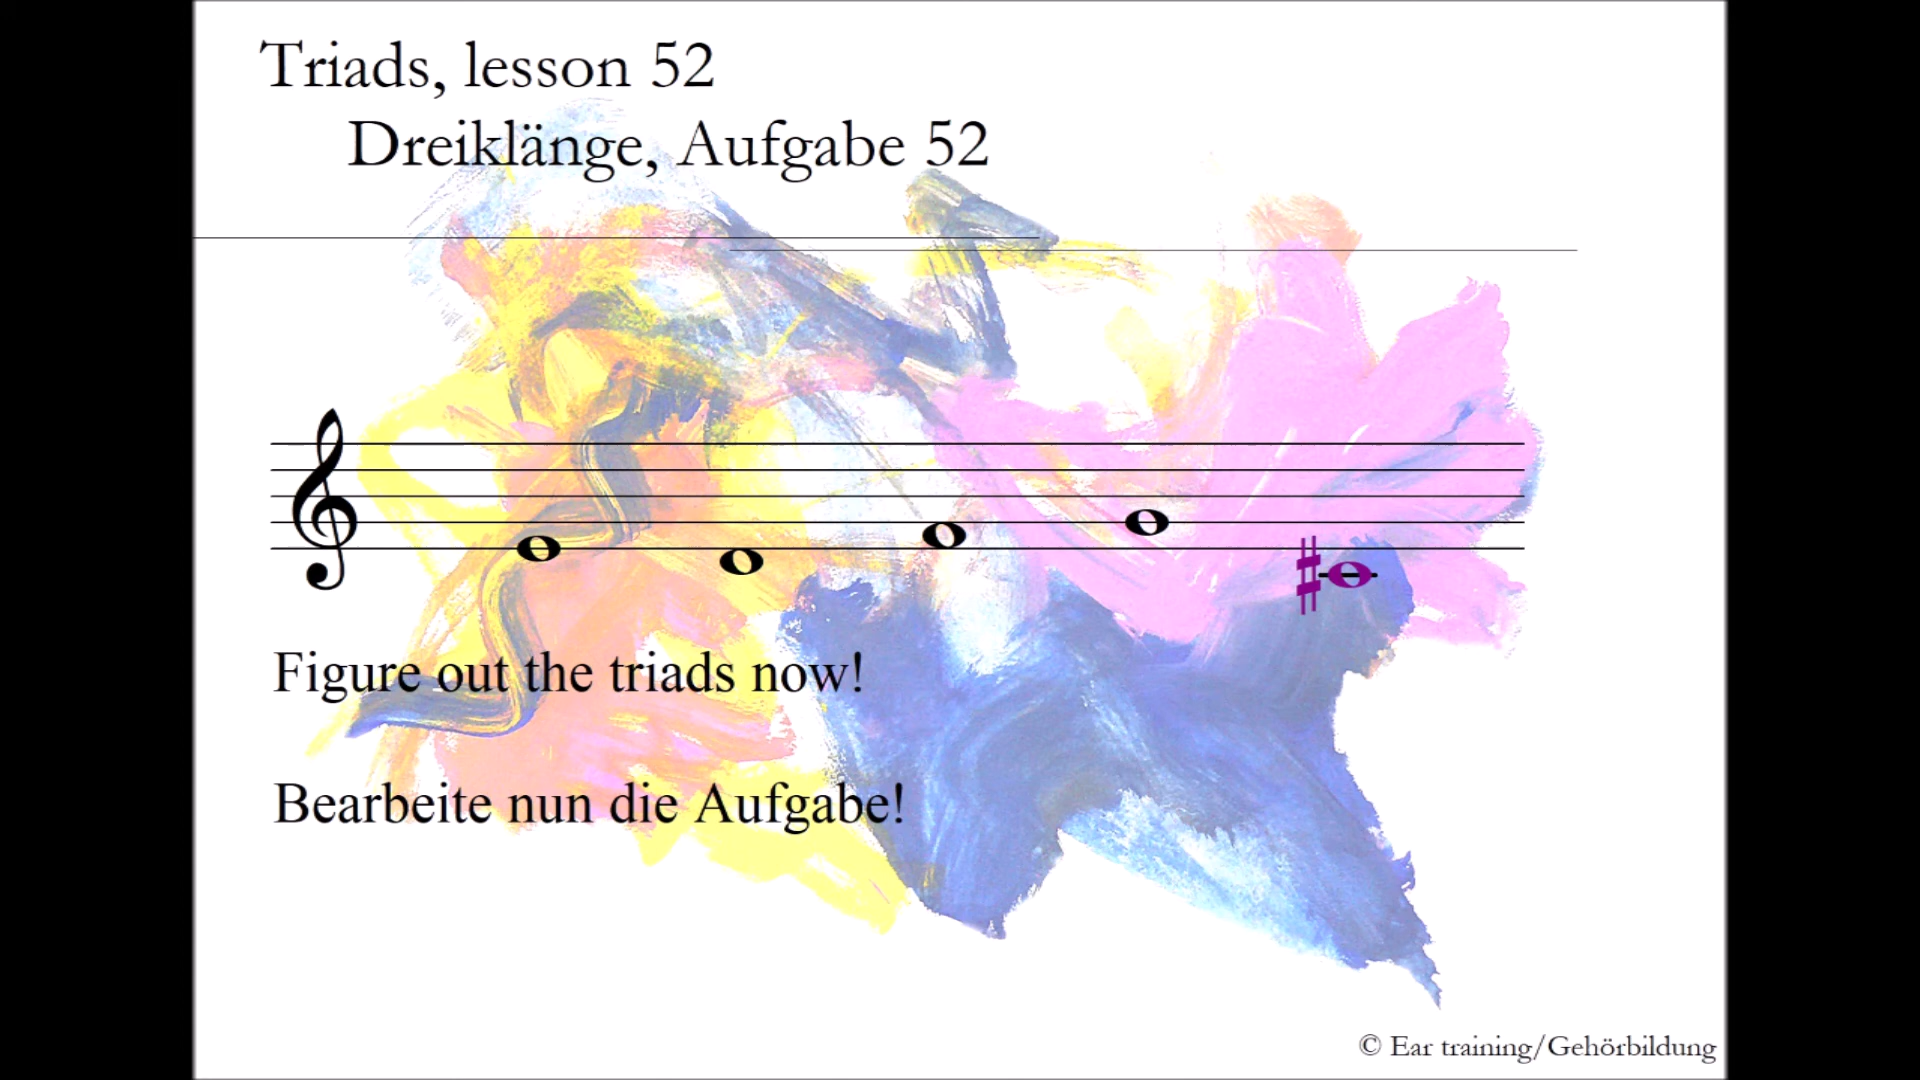 Triads, lesson 52
Dreiklänge, Aufgabe 52
Figure out the triads now!
Bearbeite nun die Aufgabe!
© Ear training/Gehörbildung